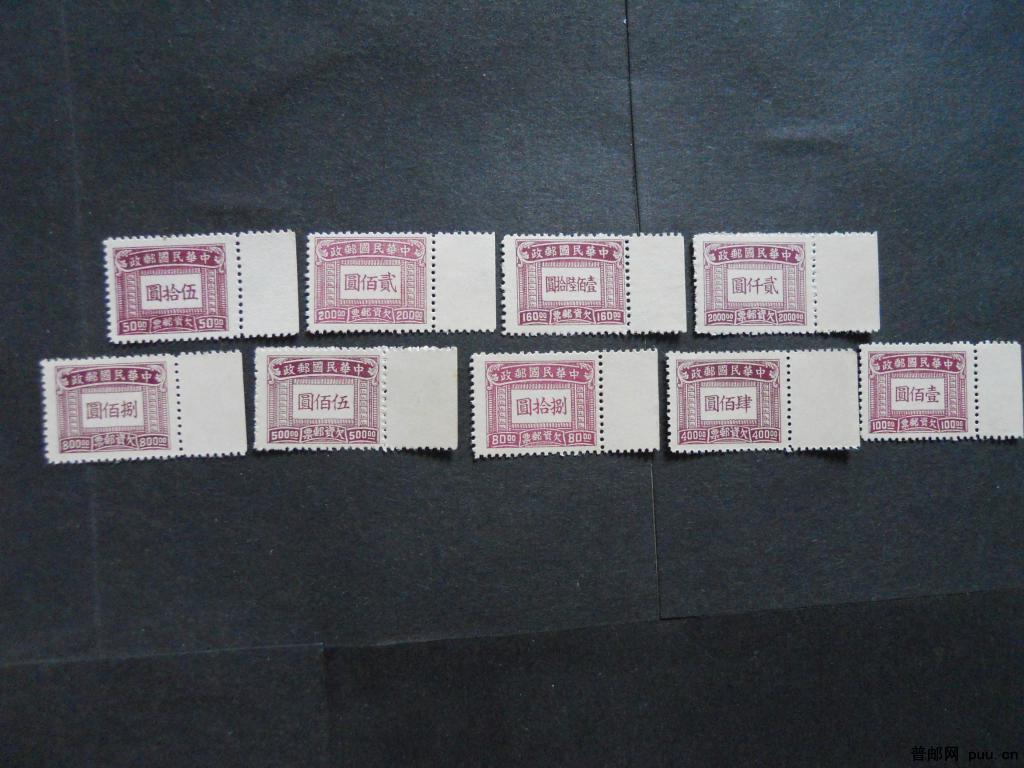 政郵國民華中
圓拾伍
50.00 票郵資欠 50.00
政郵國民華中
圓佰貳
200.00 票郵資欠 200.00
政郵國民華中
圓拾陸佰壹
160.00 票郵資欠 160.00
政郵國民華中
圓仟貳
2000.00 票郵資欠 2000.00
政郵國民華中
圓佰捌
800.00 票郵資欠 800.00
政郵國民華中
圓佰伍
500.00 票郵資欠 500.00
政郵國民華中
圓拾捌
80.00 票郵資欠 80.00
政郵國民華中
圓佰肆
400.00 票郵資欠 400.00
政郵國民華中
圓佰壹
100.00 票郵資欠 100.00
普邮网 puu.cn